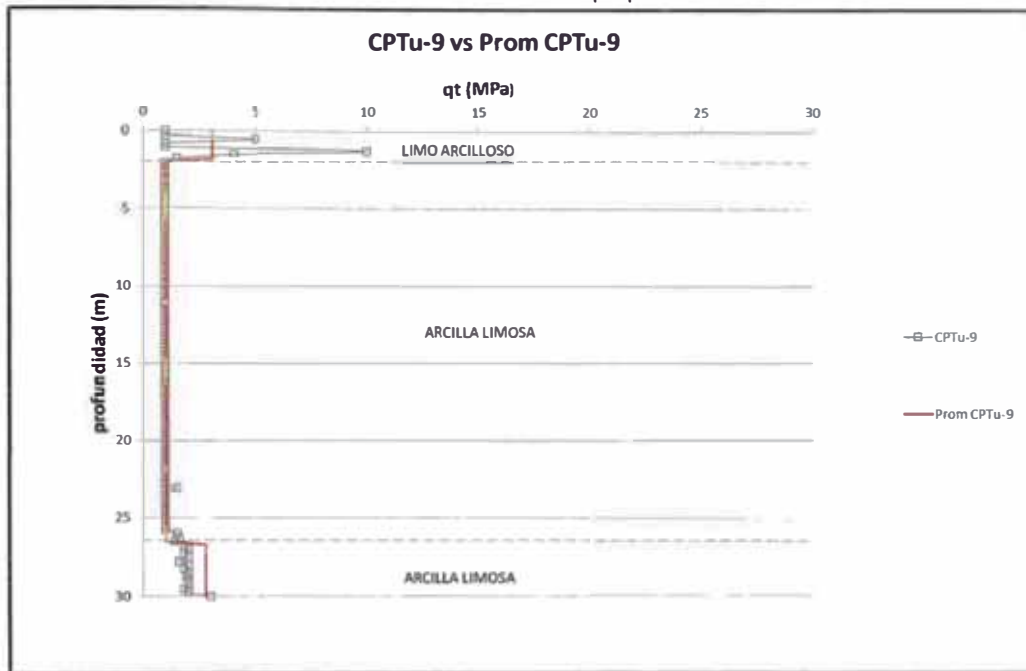 CPTu-9 vs Prom CPTu-9
qt (MPa)
0 5 10 15 20 25 30
0
LIMO ARCILLOSO
5
10
ARCILLA LIMOSA
CPTu-9
15
profundidad (m)
Prom CPTu-9
20
25
ARCILLA LIMOSA
30